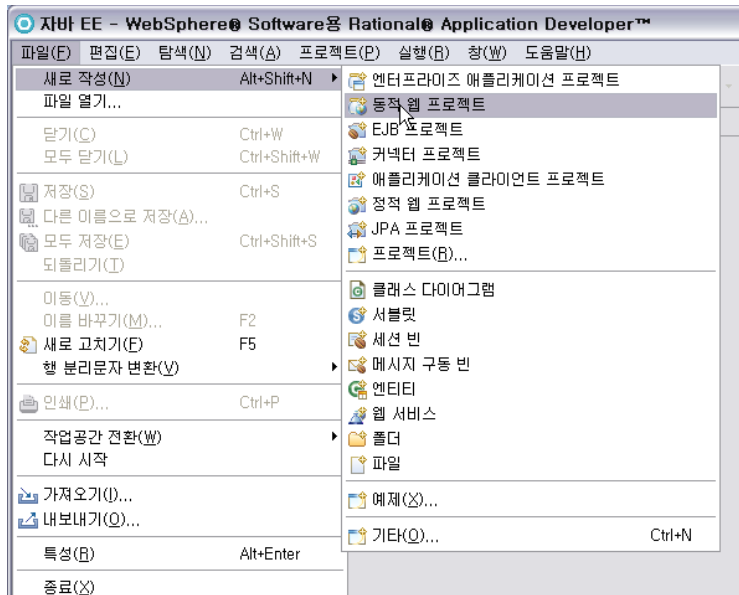 자바 EE - WebSphere® Software용 Rational® Application Developer™
파일(F) 편집(E) 탐색(N) 검색(A) 프로젝트(P) 실행(R) 창(W) 도움말(H)
새로 작성(N) Alt+Shift+N
파일 열기...
닫기(C) Ctrl+W
모두 닫기(L) Ctrl+Shift+W
저장(S) Ctrl+S
다른 이름으로 저장(A)...
모두 저장(E) Ctrl+Shift+S
되돌리기(T)
이동(V)...
이름 바꾸기(M)... F2
새로 고치기(F) F5
행 분리문자 변환(V)
인쇄(P)... Ctrl+P
작업공간 전환(W)
다시 시작
가져오기(I)...
내보내기(O)...
특성(R) Alt+Enter
종료(X)
엔터프라이즈 애플리케이션 프로젝트
동적 웹 프로젝트
EJB 프로젝트
커넥터 프로젝트
애플리케이션 클라이언트 프로젝트
정적 웹 프로젝트
JPA 프로젝트
프로젝트(R)...
클래스 다이어그램
서블릿
세션 빈
메시지 구동 빈
엔티티
웹 서비스
폴더
파일
예제(X)...
기타(O)... Ctrl+N